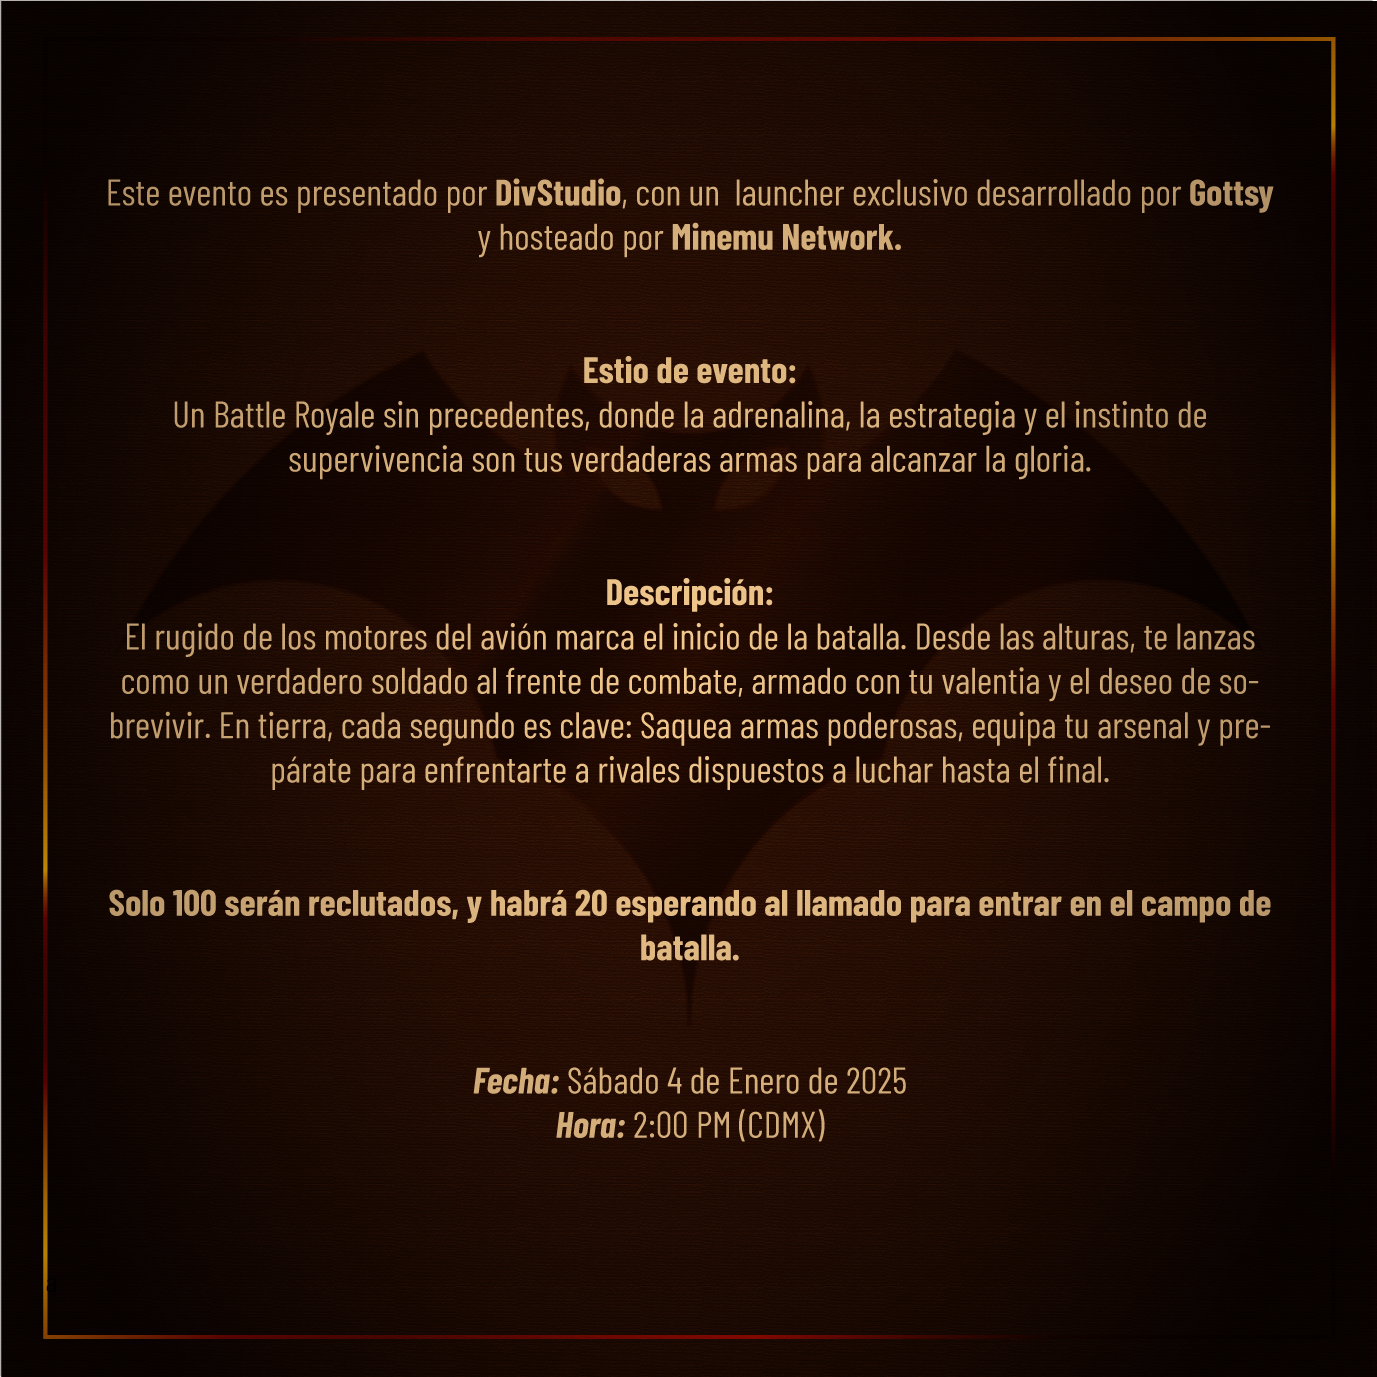 Este evento es presentado por DivStudio, con un  launcher exclusivo desarrollado por Gottsy
y hosteado por Minemu Network.
Estio de evento:
Un Battle Royale sin precedentes, donde la adrenalina, la estrategia y el instinto de
supervivencia son tus verdaderas armas para alcanzar la gloria.
Descripción:
El rugido de los motores del avión marca el inicio de la batalla. Desde las alturas, te lanzas
como un verdadero soldado al frente de combate, armado con tu valentia y el deseo de so-
brevivir. En tierra, cada segundo es clave: Saquea armas poderosas, equipa tu arsenal y pre-
párate para enfrentarte a rivales dispuestos a luchar hasta el final.
Solo 100 serán reclutados, y habrá 20 esperando al llamado para entrar en el campo de
batalla.
Fecha: Sábado 4 de Enero de 2025
Hora: 2:00 PM (CDMX)